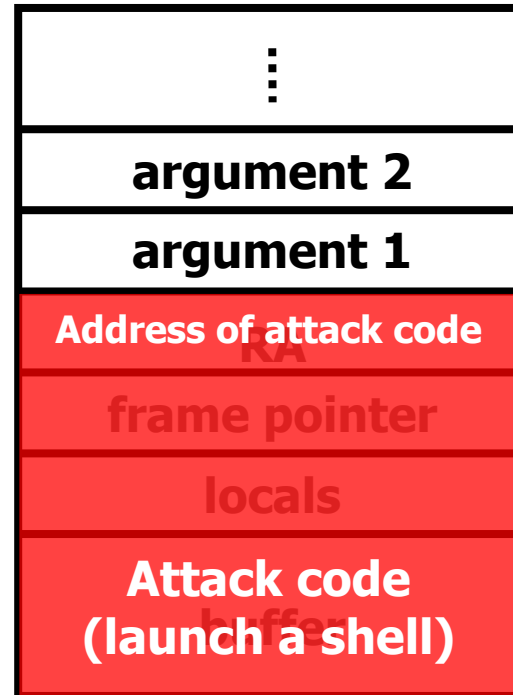 ⋮
argument 2
argument 1
Address of attack code
RA
frame pointer
locals
Attack code
(launch a shell)
buffer